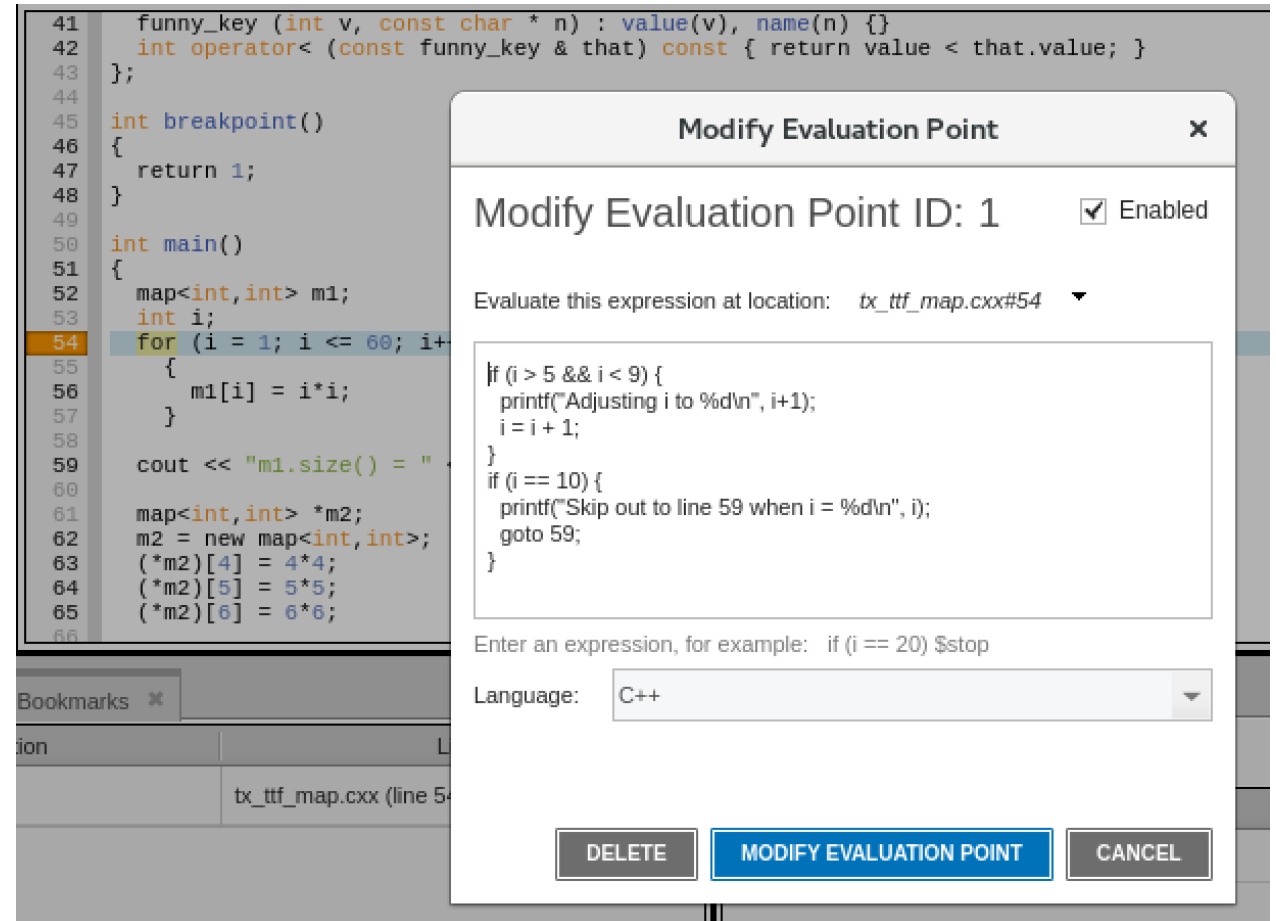 41 funny_key (int v, const char * n) : value(v), name(n) {}
42 int operator< (const funny_key & that) const { return value < that.value; }
43 };
44
45 int breakpoint()
46 {
47 return 1;
48 }
49
50 int main()
51 {
52 map<int,int> m1;
53 int i;
54 for (i = 1; i <= 60; i+
55 {
56 m1[i] = i*i;
57 }
58
59 cout << "m1.size() = "
60
61 map<int,int> *m2;
62 m2 = new map<int,int>;
63 (*m2)[4] = 4*4;
64 (*m2)[5] = 5*5;
65 (*m2)[6] = 6*6;
66
Bookmarks
tion
tx_ttf_map.cxx (line 54
Modify Evaluation Point
Modify Evaluation Point ID: 1
Enabled
Evaluate this expression at location: tx_ttf_map.cxx#54
if (i > 5 && i < 9) {
printf("Adjusting i to %d\n", i+1);
i = i + 1;
}
if (i == 10) {
printf("Skip out to line 59 when i = %d\n", i);
goto 59;
}
Enter an expression, for example: if (i == 20) $stop
Language: C++
DELETE
MODIFY EVALUATION POINT
CANCEL